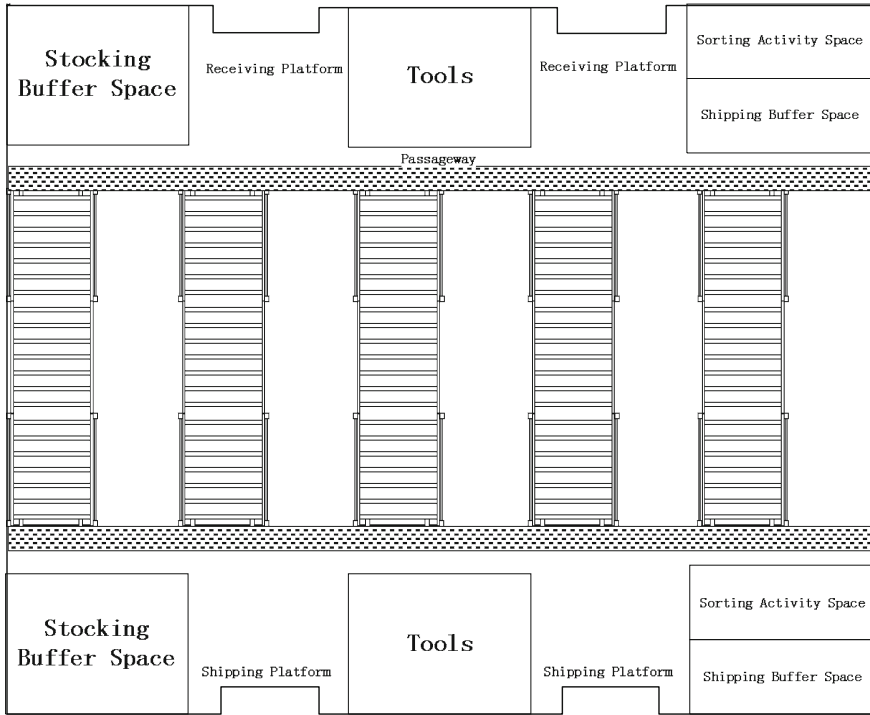 Stocking
Buffer Space
Receiving Platform
Tools
Receiving Platform
Sorting Activity Space
Shipping Buffer Space
Passageway
Stocking
Buffer Space
Shipping Platform
Tools
Shipping Platform
Sorting Activity Space
Shipping Buffer Space